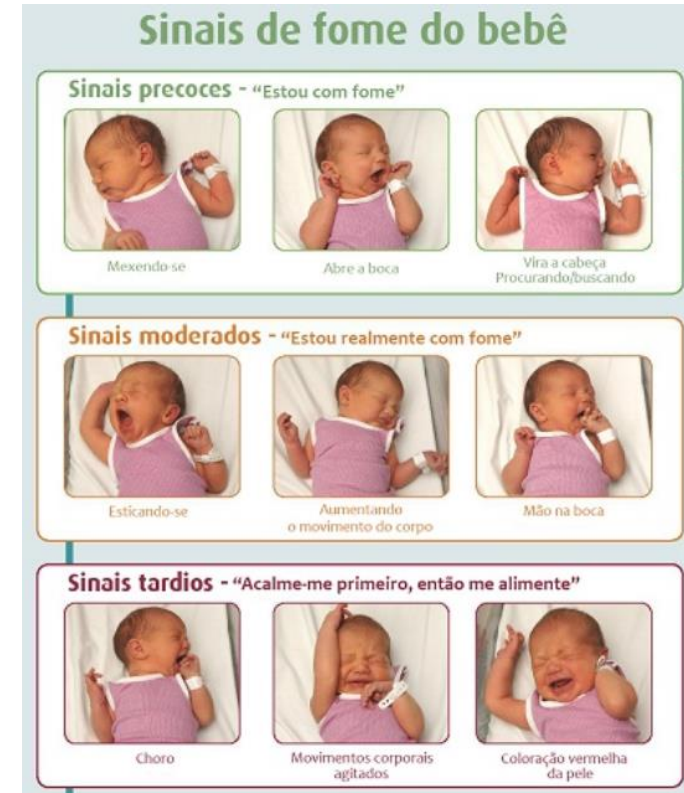 Sinais de fome do bebê
Sinais precoces - “Estou com fome”
Mexendo-se
Abre a boca
Vira a cabeça
Procurando/buscando
Sinais moderados - “Estou realmente com fome”
Esticando-se
Aumentando
o movimento do corpo
Mão na boca
Sinais tardios - “Acalme-me primeiro, então me alimente”
Choro
Movimentos corporais
agitados
Coloração vermelha
da pele